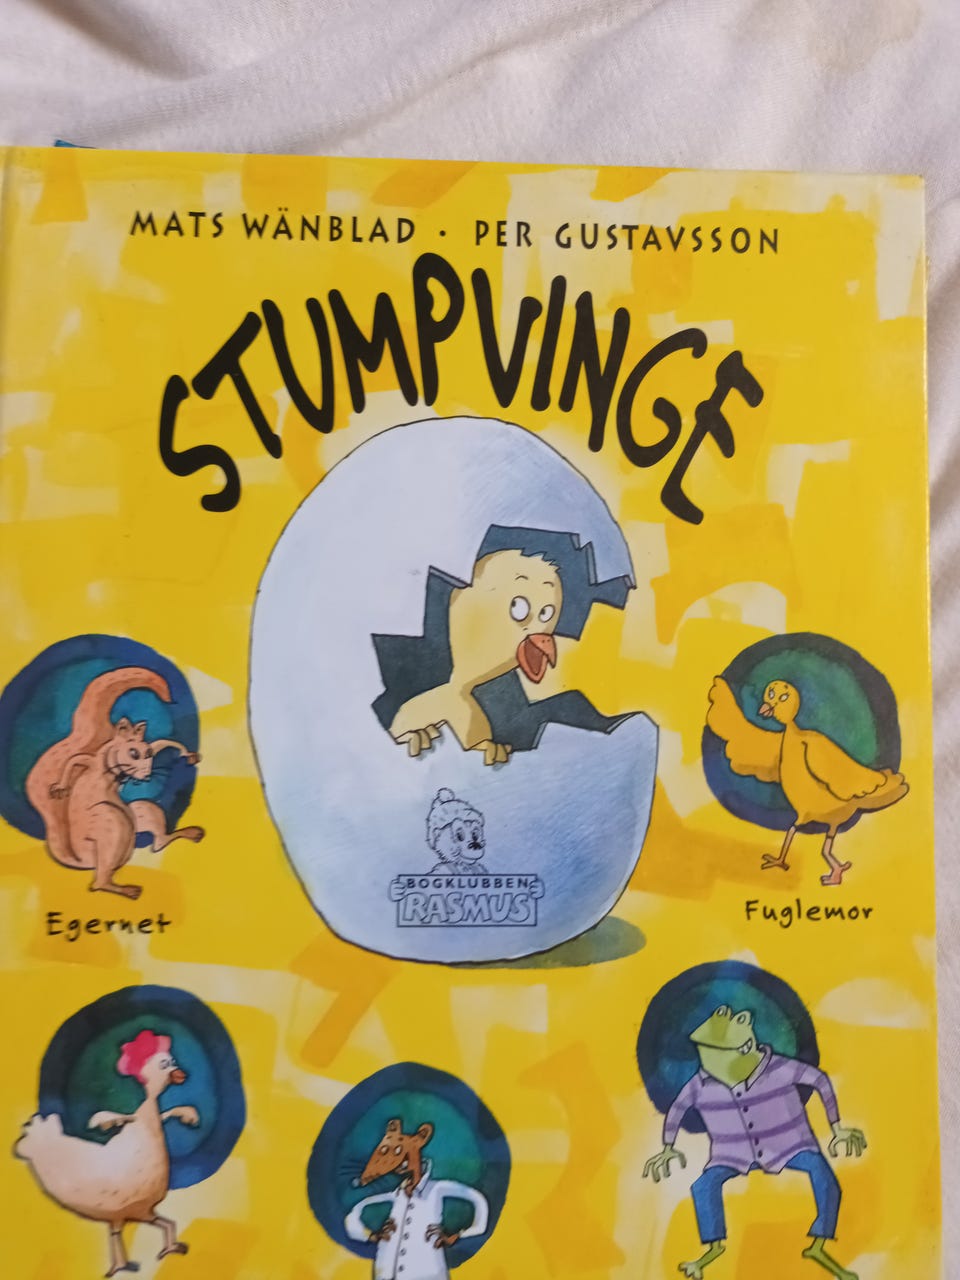 MATS WÄNBLAD · PER GUSTAVSSON
STUMPVINGE
BOGKLUBBEN
RASMUS
Egernet
Fuglemor